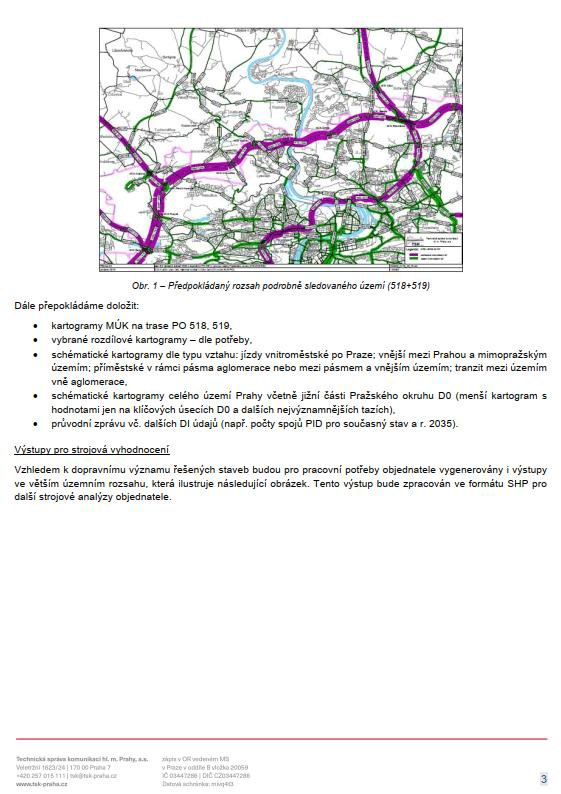 Obr. 1 – Předpokládaný rozsah podrobně sledovaného území (518+519)
Dále přepokládáme doložit:
• kartogramy MÚK na trase PO 518, 519,
• vybrané rozdílové kartogramy – dle potřeby,
• schématické kartogramy dle typu vztahu: jízdy vnitroměstské po Praze; vnější mezi Prahou a mimopražským
územím; příměstské v rámci pásma aglomerace nebo mezi pásmem a vnějším územím; tranzit mezi územím
vně aglomerace,
• schématické kartogramy celého území Prahy včetně jižní části Pražského okruhu D0 (menší kartogram s
hodnotami jen na klíčových úsecích D0 a dalších nejvýznamnějších tazích),
• průvodní zprávu vč. dalších DI údajů (např. počty spojů PID pro současný stav a r. 2035).
Výstupy pro strojová vyhodnocení
Vzhledem k dopravnímu významu řešených staveb budou pro pracovní potřeby objednatele vygenerovány i výstupy
ve větším územním rozsahu, která ilustruje následující obrázek. Tento výstup bude zpracován ve formátu SHP pro
další strojové analýzy objednatele.
Technická správa komunikací hl. m. Prahy, a.s.
Veletržní 1623/24 | 170 00 Praha 7
+420 257 015 111 | tsk@tsk-praha.cz
www.tsk-praha.cz
zápis v OR vedeném MS
v Praze v oddíle B vložka 20059
IČ 03447286 | DIČ CZ03447286
Datová schránka: mivq4t3
3